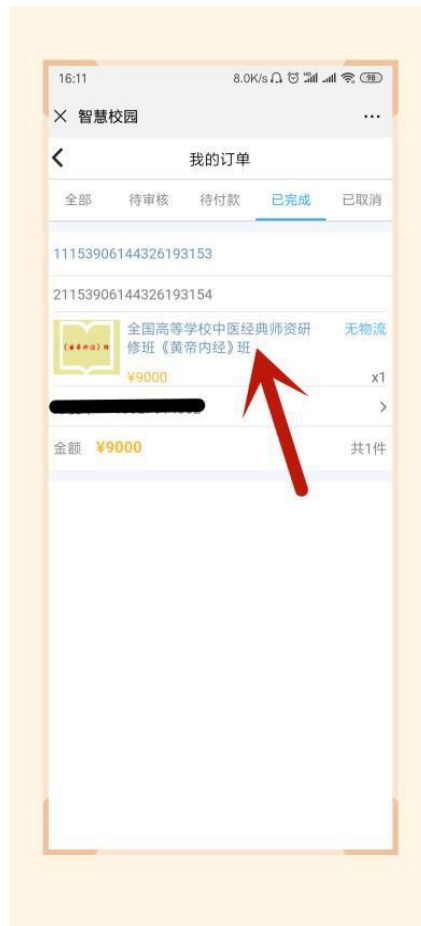 16:11
8.0K/s
98
智慧校园
我的订单
全部 待审核 待付款 已完成 已取消
11153906144326193153
21153906144326193154
全国高等学校中医经典师资研 无物流
修班《黄帝内经》班
¥9000 x1
金额 ¥9000 共1件